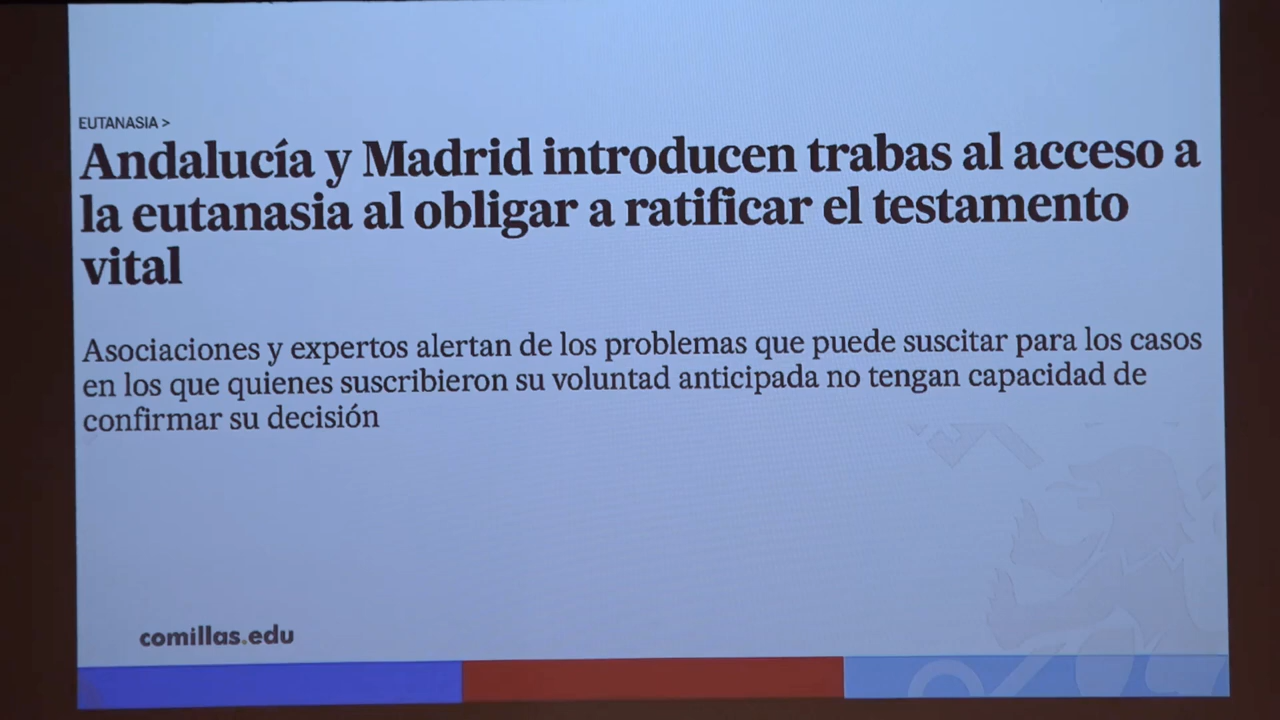 EUTANASIA >
Andalucía y Madrid introducen trabas al acceso a
la eutanasia al obligar a ratificar el testamento
vital
Asociaciones y expertos alertan de los problemas que puede suscitar para los casos
en los que quienes suscribieron su voluntad anticipada no tengan capacidad de
confirmar su decisión
comillas.edu